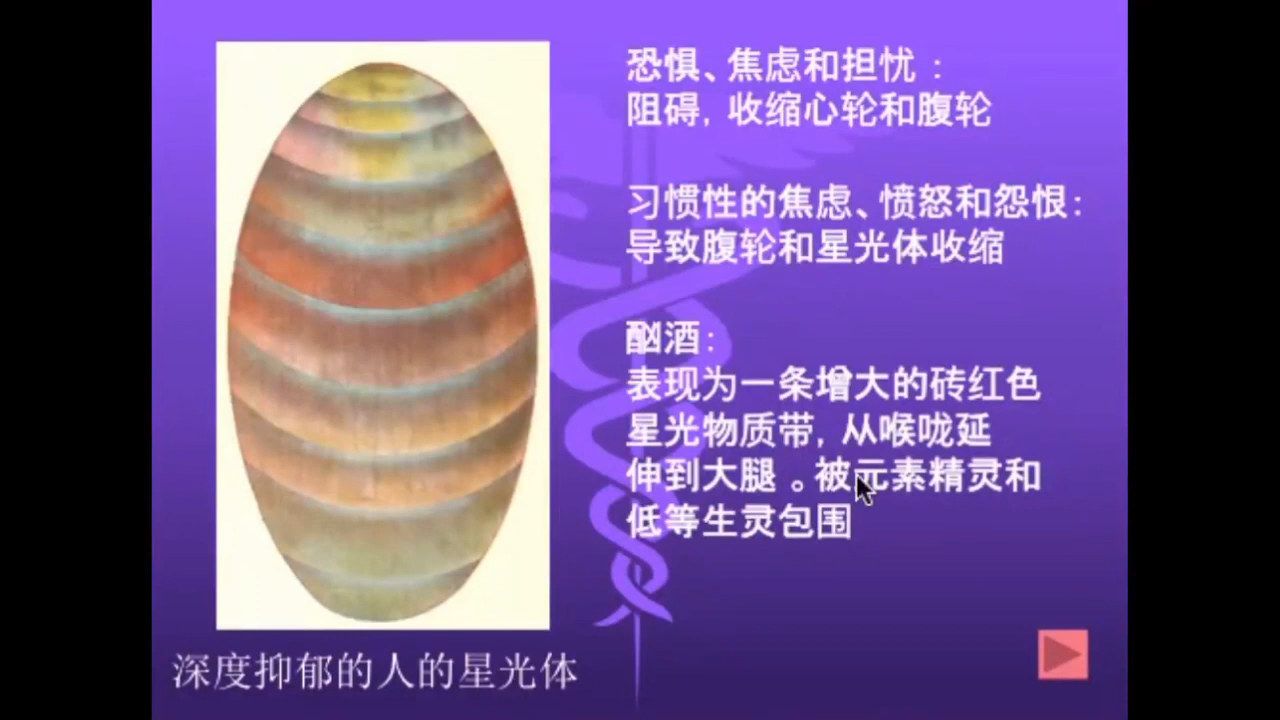 恐惧、焦虑和担忧：
阻碍，收缩心轮和腹轮
习惯性的焦虑、愤怒和怨恨：
导致腹轮和星光体收缩
酗酒：
表现为一条增大的砖红色
星光物质带，从喉咙延
伸到大腿。被元素精灵和
低等生灵包围
深度抑郁的人的星光体